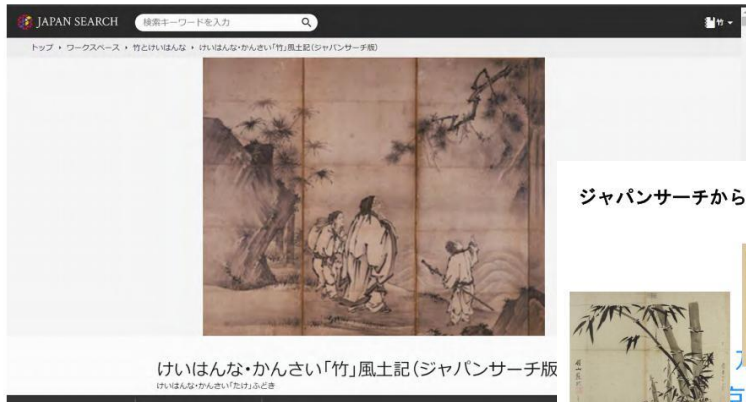 JAPAN SEARCH
検索キーワードを入力
竹
トップ ・ ワークスペース ・ 竹とけいはんな ・ けいはんな・かんさい「竹」風土記(ジャパンサーチ版)
ジャパンサーチから
けいはんな・かんさい「竹」風土記(ジャパンサーチ版
けいはんな・かんさい「たけ」ふどき